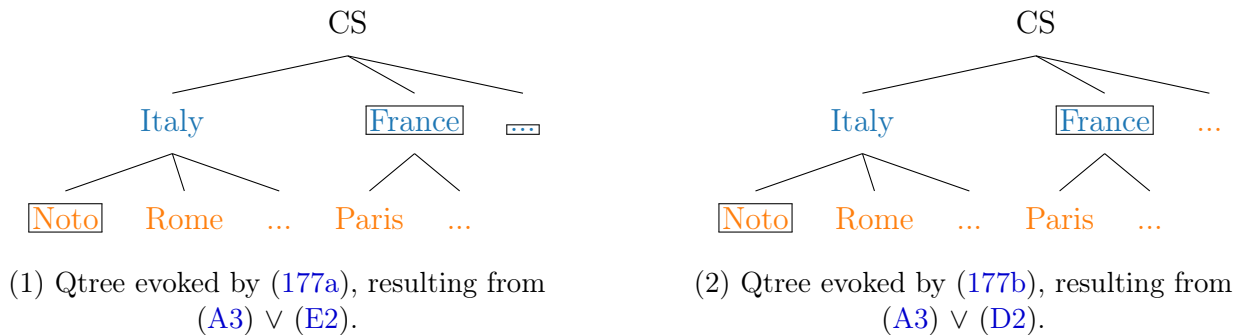 CS CS
Italy France ... Italy France ...
Noto Rome ... Paris ... Noto Rome ... Paris ...
(1) Qtree evoked by (177a), resulting from (2) Qtree evoked by (177b), resulting from
(A3) ∨ (E2). (A3) ∨ (D2).